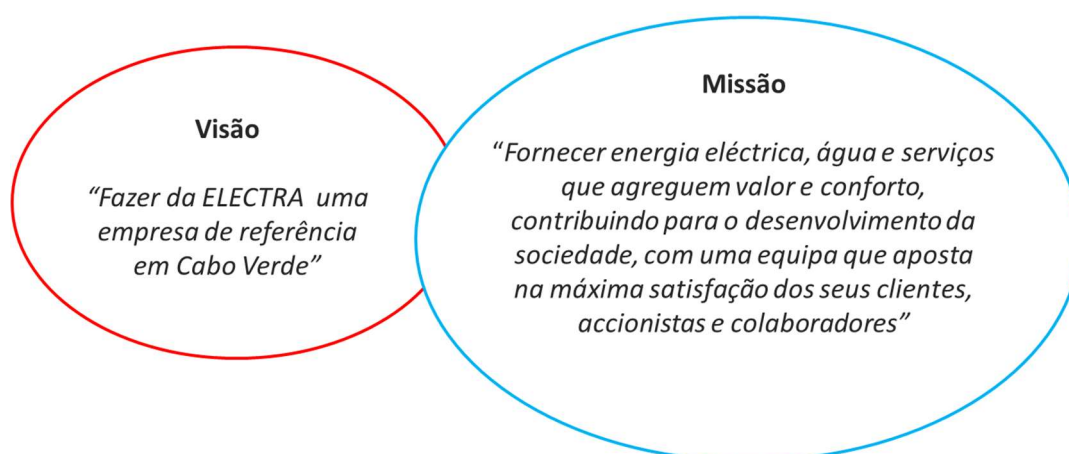 Visão
“Fazer da ELECTRA uma
empresa de referência
em Cabo Verde”
Missão
“Fornecer energia eléctrica, água e serviços
que agreguem valor e conforto,
contribuindo para o desenvolvimento da
sociedade, com uma equipa que aposta
na máxima satisfação dos seus clientes,
accionistas e colaboradores”